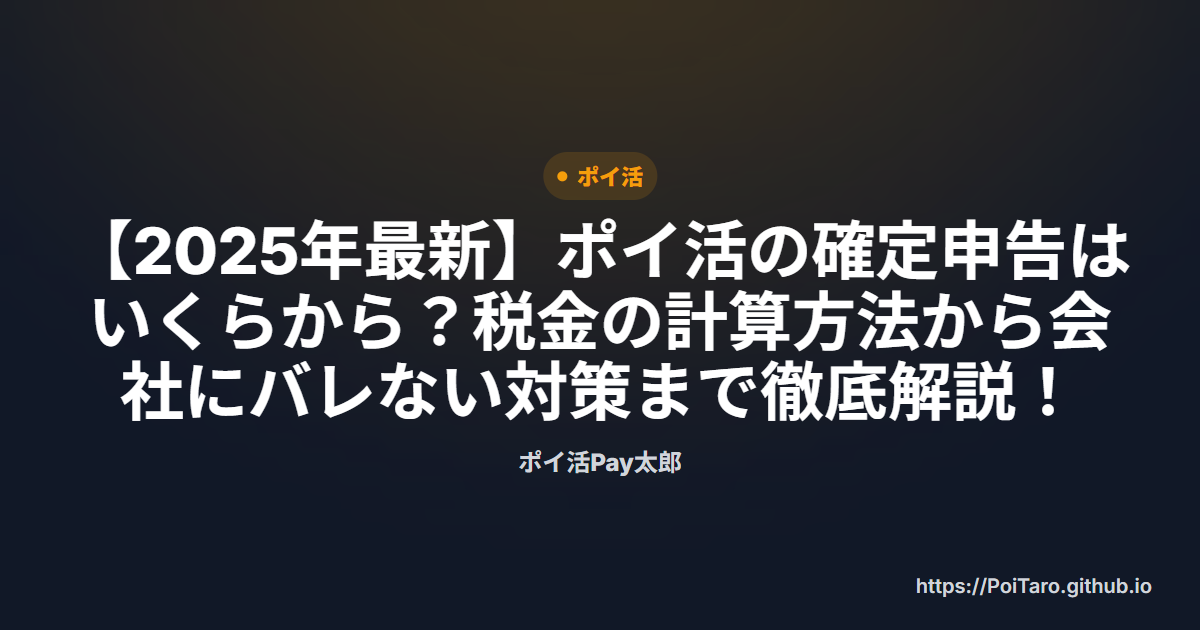 ポイ活
【2025年最新】ポイ活の確定申告は
いくらから？税金の計算方法から会
社にバレない対策まで徹底解説！
ポイ活Pay太郎
https://PoiTaro.github.io